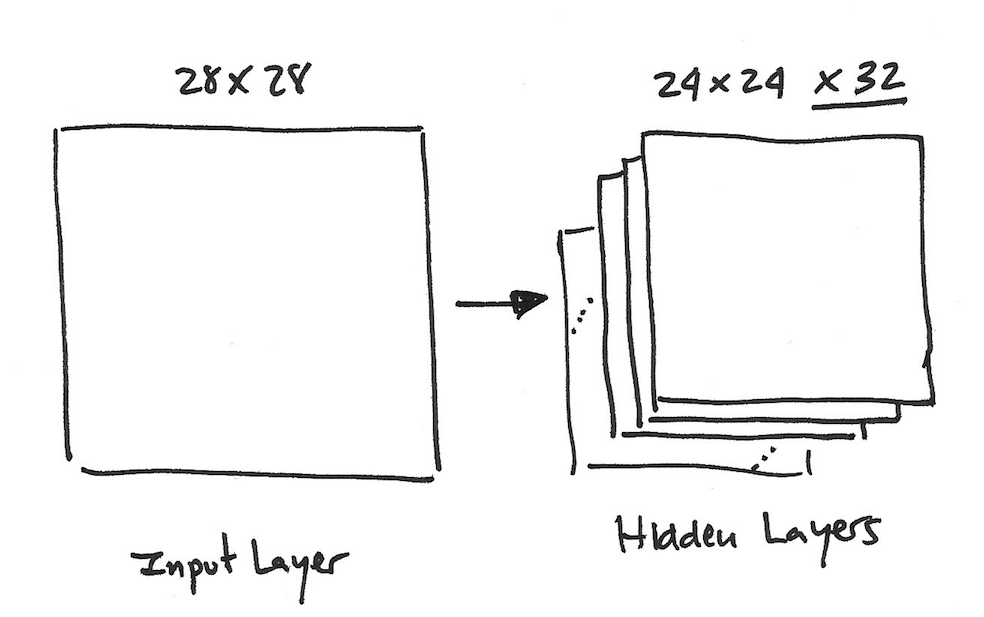 28 x 28
24 x 24 x 32
Input Layer
Hidden Layers